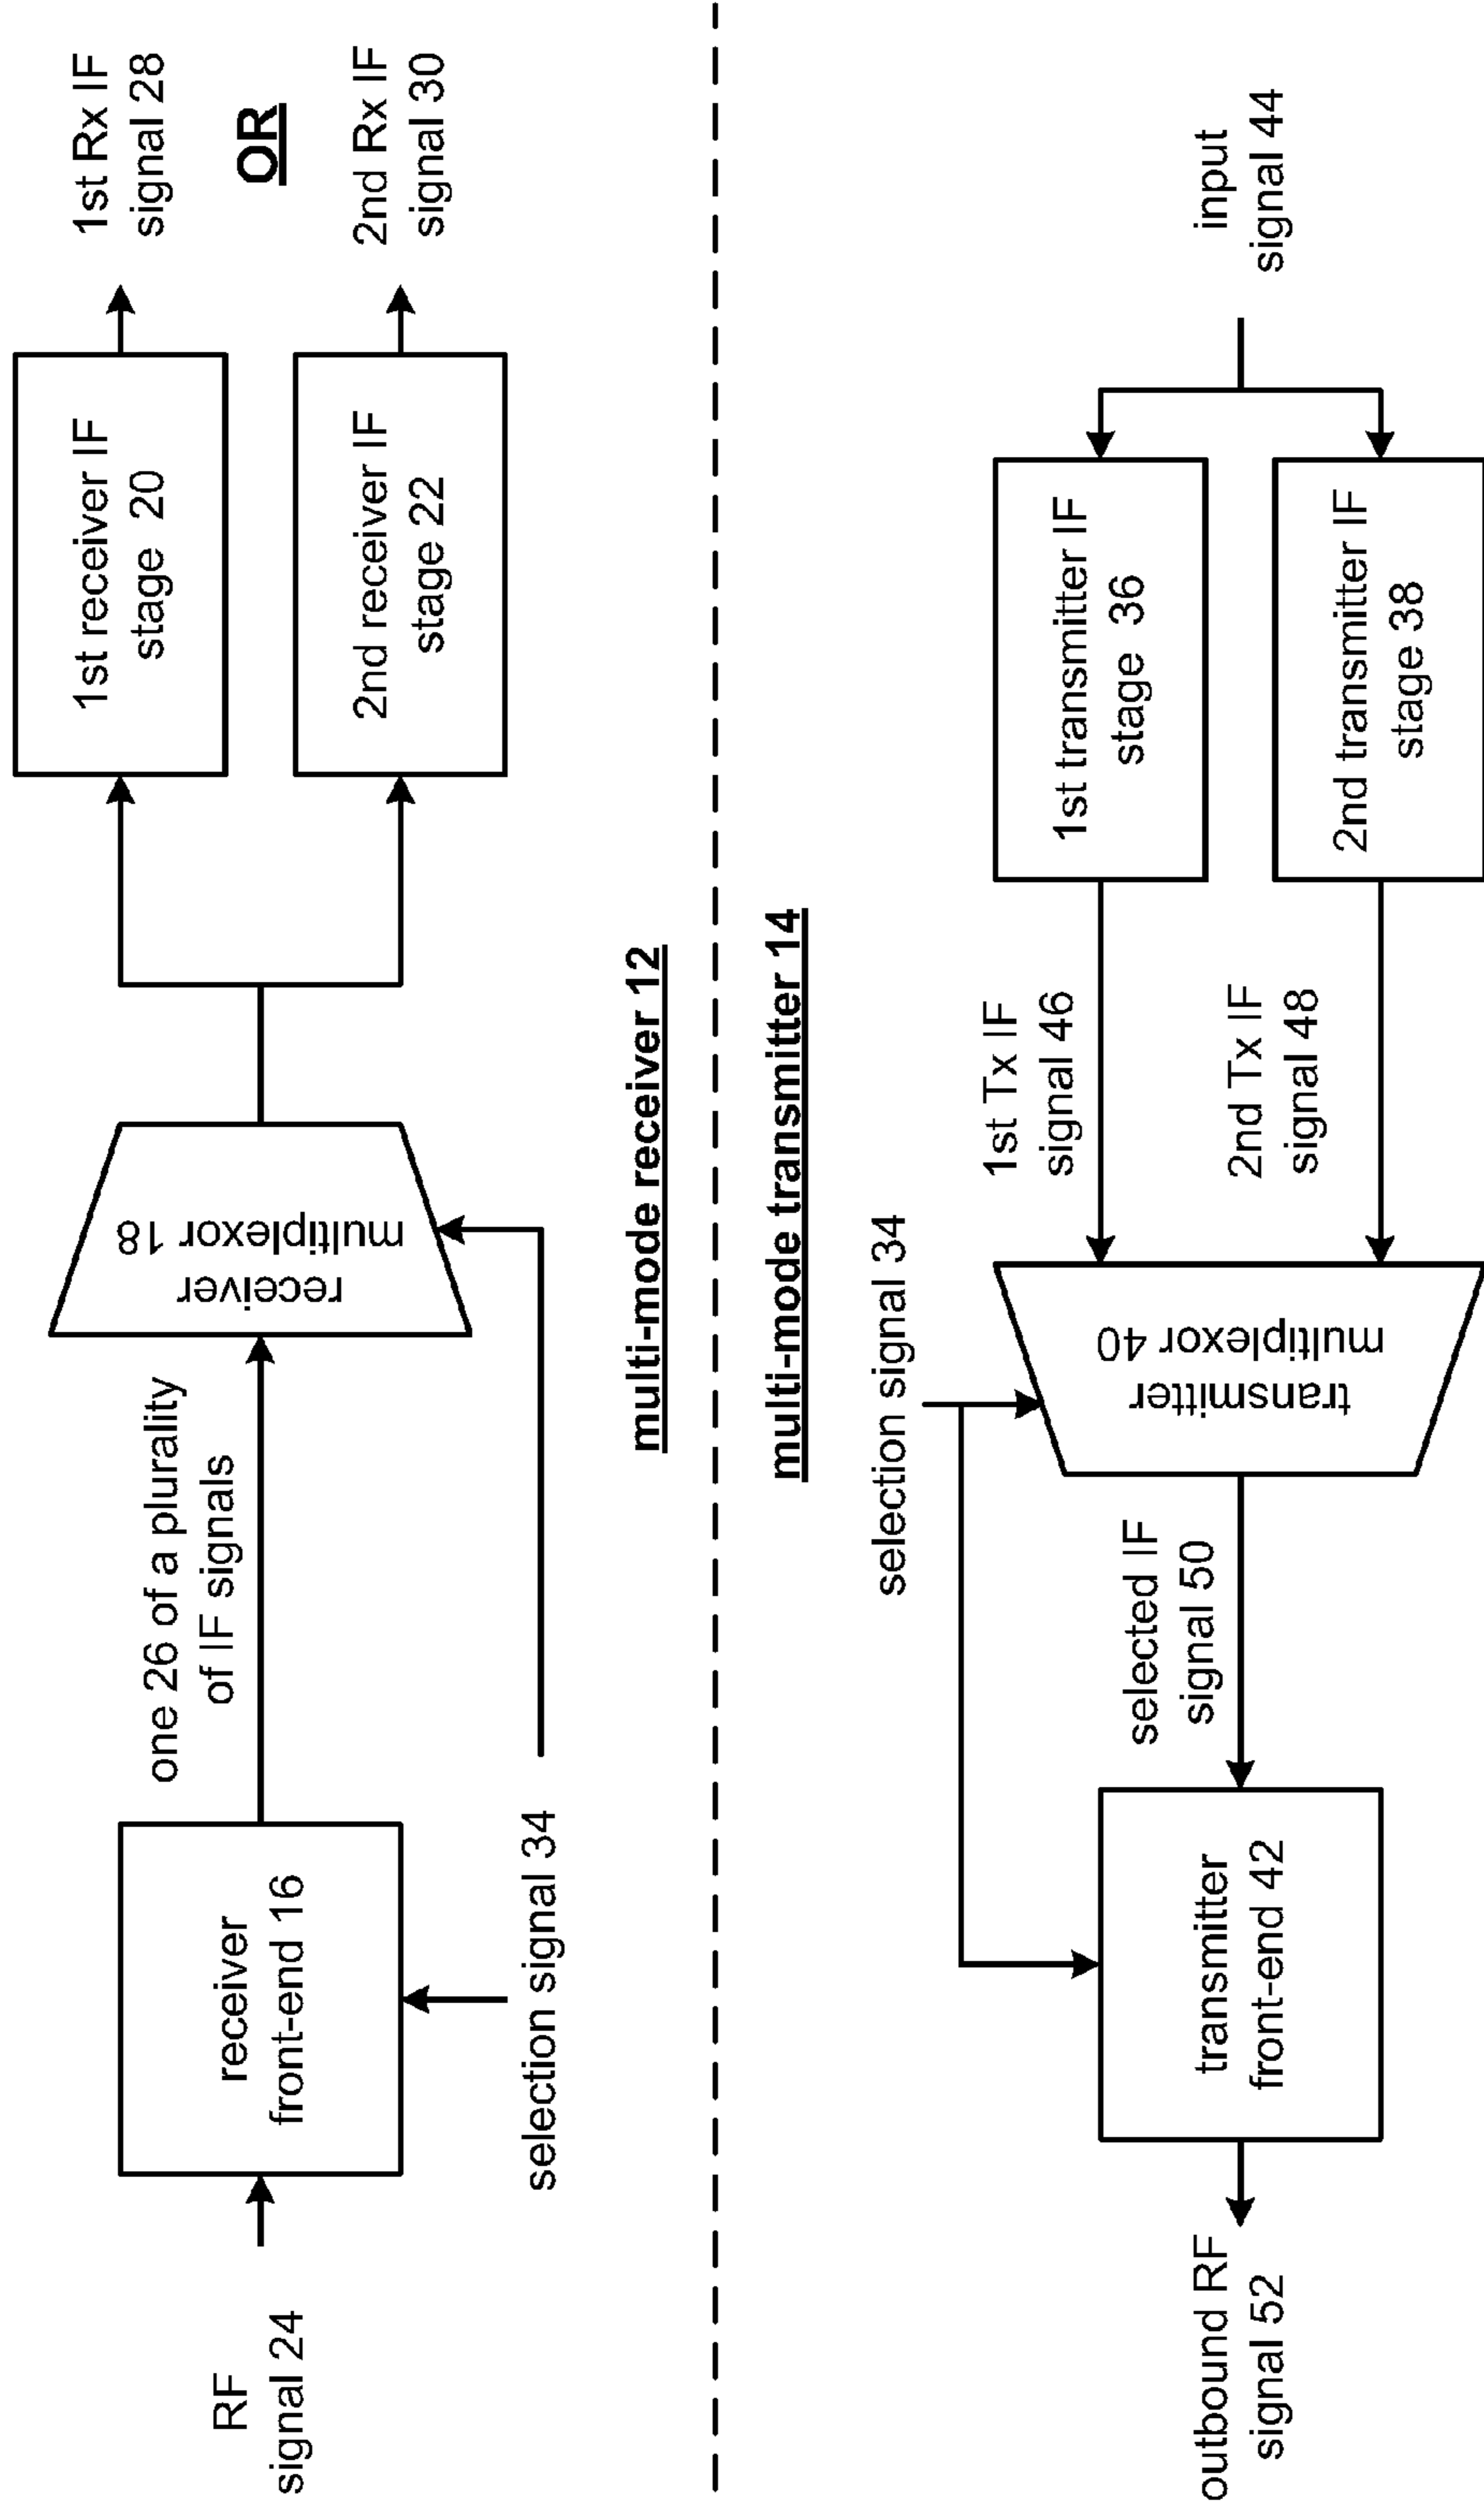 RF
signal 24
receiver
front-end 16
one 26 of a plurality
of IF signals
receiver
multiplexor 18
1st receiver IF
stage 20
2nd receiver IF
stage 22
1st Rx IF
signal 28
OR
2nd Rx IF
signal 30
selection signal 34
multi-mode receiver 12
multi-mode transmitter 14
selection signal 34
outbound RF
signal 52
transmitter
front-end 42
selected IF
signal 50
transmitter
multiplexor 40
1st Tx IF
signal 46
2nd Tx IF
signal 48
1st transmitter IF
stage 36
2nd transmitter IF
stage 38
input
signal 44